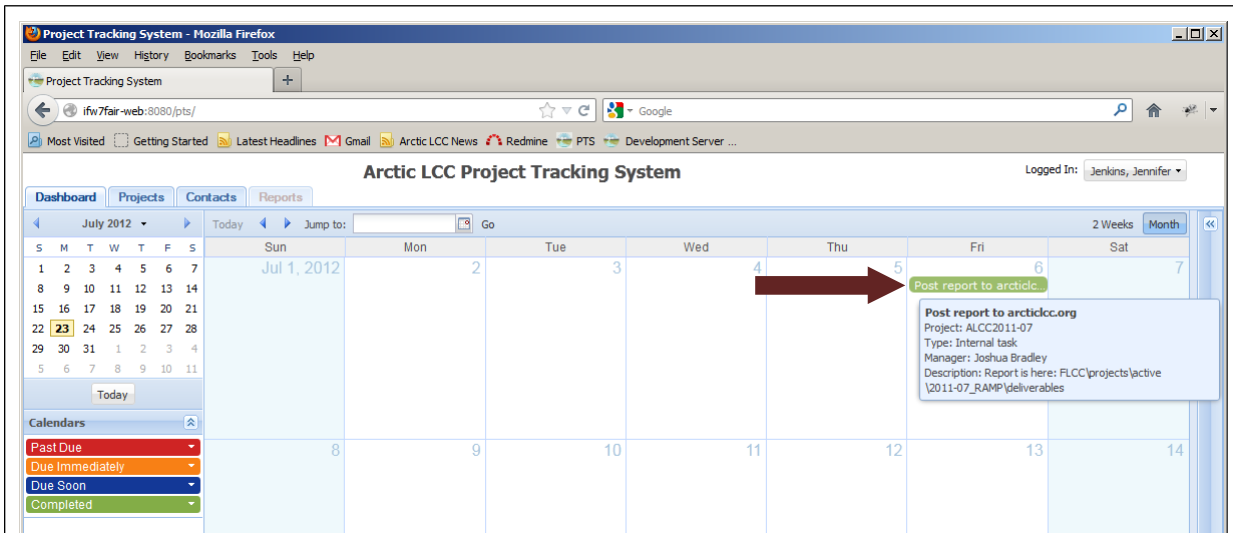 Project Tracking System - Mozilla Firefox
File Edit View History Bookmarks Tools Help
Project Tracking System +
ifw7fair-web:8080/pts/ Google
Most Visited Getting Started Latest Headlines Gmail Arctic LCC News Redmine PTS Development Server ...
Arctic LCC Project Tracking System
Logged In: Jenkins, Jennifer
Dashboard Projects Contacts Reports
July 2012 Today Jump to: Go 2 Weeks Month
S M T W T F S
1 2 3 4 5 6 7
8 9 10 11 12 13 14
15 16 17 18 19 20 21
22 23 24 25 26 27 28
29 30 31 1 2 3 4
5 6 7 8 9 10 11
Today
Calendars
Past Due
Due Immediately
Due Soon
Completed
Sun Mon Tue Wed Thu Fri Sat
Jul 1, 2012 2 3 4 5 6 7
Post report to arcticlc...
Post report to arcticlcc.org
Project: ALCC2011-07
Type: Internal task
Manager: Joshua Bradley
Description: Report is here: FLCC\projects\active
\2011-07_RAMP\deliverables
8 9 10 11 12 13 14